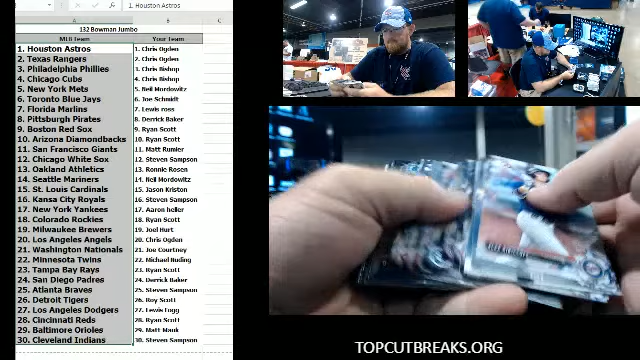 1. Houston Astros
A B C
132 Bowman Jumbo
MLB Team Your Team
1. Houston Astros 1. Chris Ogden
2. Texas Rangers 2. Chris Ogden
3. Philadelphia Phillies 3. Chris Bishop
4. Chicago Cubs 4. Chris Bishop
5. New York Mets 5. Neil Mordowitz
6. Toronto Blue Jays 6. Joe Schmidt
7. Florida Marlins 7. Lewis ross
8. Pittsburgh Pirates 8. Derrick Baker
9. Boston Red Sox 9. Ryan Scott
10. Arizona Diamondbacks 10. Ryan Scott
11. San Francisco Giants 11. Matt Rumler
12. Chicago White Sox 12. Steven Sampson
13. Oakland Athletics 13. Ronnie Rosen
14. Seattle Mariners 14. Neil Mordowitz
15. St. Louis Cardinals 15. Jason Kriston
16. Kansa City Royals 16. Steven Sampson
17. New York Yankees 17. Aaron heller
18. Colorado Rockies 18. Ryan Scott
19. Milwaukee Brewers 19. Joel Hurt
20. Los Angeles Angels 20. Chris Ogden
21. Washington Nationals 21. Joe Courtney
22. Minnesota Twins 22. Michael Nuding
23. Tampa Bay Rays 23. Ryan Scott
24. San Diego Padres 24. Derrick Baker
25. Atlanta Braves 25. Steven Sampson
26. Detroit Tigers 26. Roy Scott
27. Los Angeles Dodgers 27. Lewis Fogg
28. Cincinnati Reds 28. Ryan Scott
29. Baltimore Orioles 29. Matt Mauk
30. Cleveland Indians 30. Steven Sampson
TOPCUTBREAKS.ORG